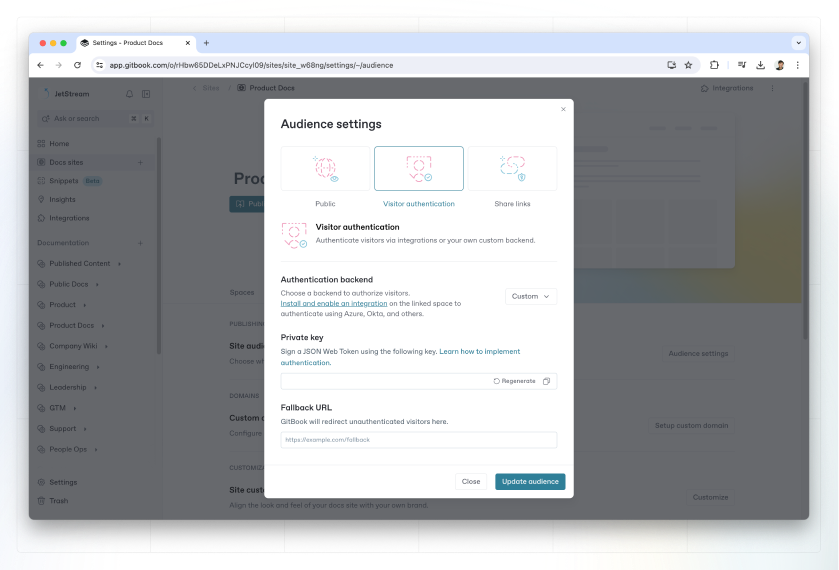 Settings - Product Docs
app.gitbook.com/o/rHbw65DDeLxPNJCcyI09/sites/site_w68ng/settings/~/audience
JetStream
Sites / Product Docs
Integrations
Ask or search ⌘ K
Home
Docs sites
Snippets Beta
Insights
Integrations
Documentation
Published Content
Public Docs
Product
Product Docs
Company Wiki
Engineering
Leadership
GTM
Support
People Ops
Settings
Trash
Proc
Publ
Spaces
PUBLISHING
Site audi
Choose wh
Audience settings
DOMAINS
Custom d
Configure
Setup custom domain
CUSTOMIZ
Site custo
Align the look and feel of your docs site with your own brand.
Customize
Audience settings
Public
Visitor authentication
Share links
Visitor authentication
Authenticate visitors via integrations or your own custom backend.
Authentication backend
Choose a backend to authorize visitors.
Install and enable an integration on the linked space to
authenticate using Azure, Okta, and others.
Custom
Private key
Sign a JSON Web Token using the following key. Learn how to implement
authentication.
Regenerate
Fallback URL
GitBook will redirect unauthenticated visitors here.
https://example.com/fallback
Close
Update audience